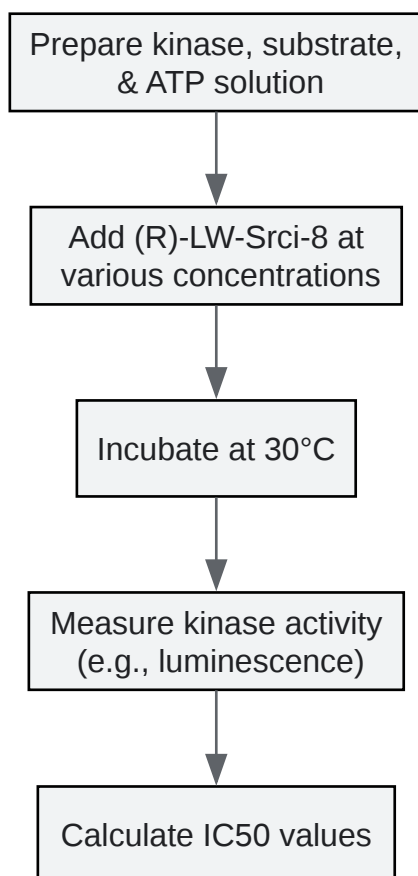 Prepare kinase, substrate,
& ATP solution
Add (R)-LW-Srci-8 at
various concentrations
Incubate at 30°C
Measure kinase activity
(e.g., luminescence)
Calculate IC50 values